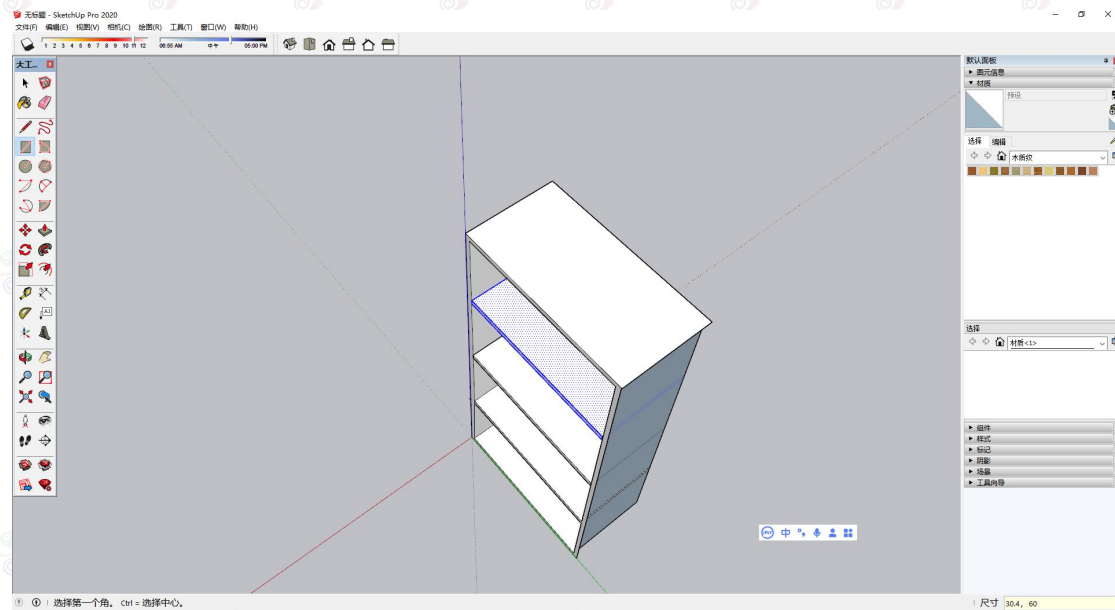 无标题 - SketchUp Pro 2020
文件(F) 编辑(E) 视图(V) 相机(C) 绘图(R) 工具(T) 窗口(W) 帮助(H)
1 2 3 4 5 6 7 8 9 10 11 12 06:55 AM 中午 05:00 PM
大工...
A1
默认面板
图元信息
材质
预设
选择 编辑
木质纹
选择
材质<1>
组件
样式
标记
阴影
场景
工具向导
中
选择第一个角。 Ctrl = 选择中心。
尺寸 30.4, 60